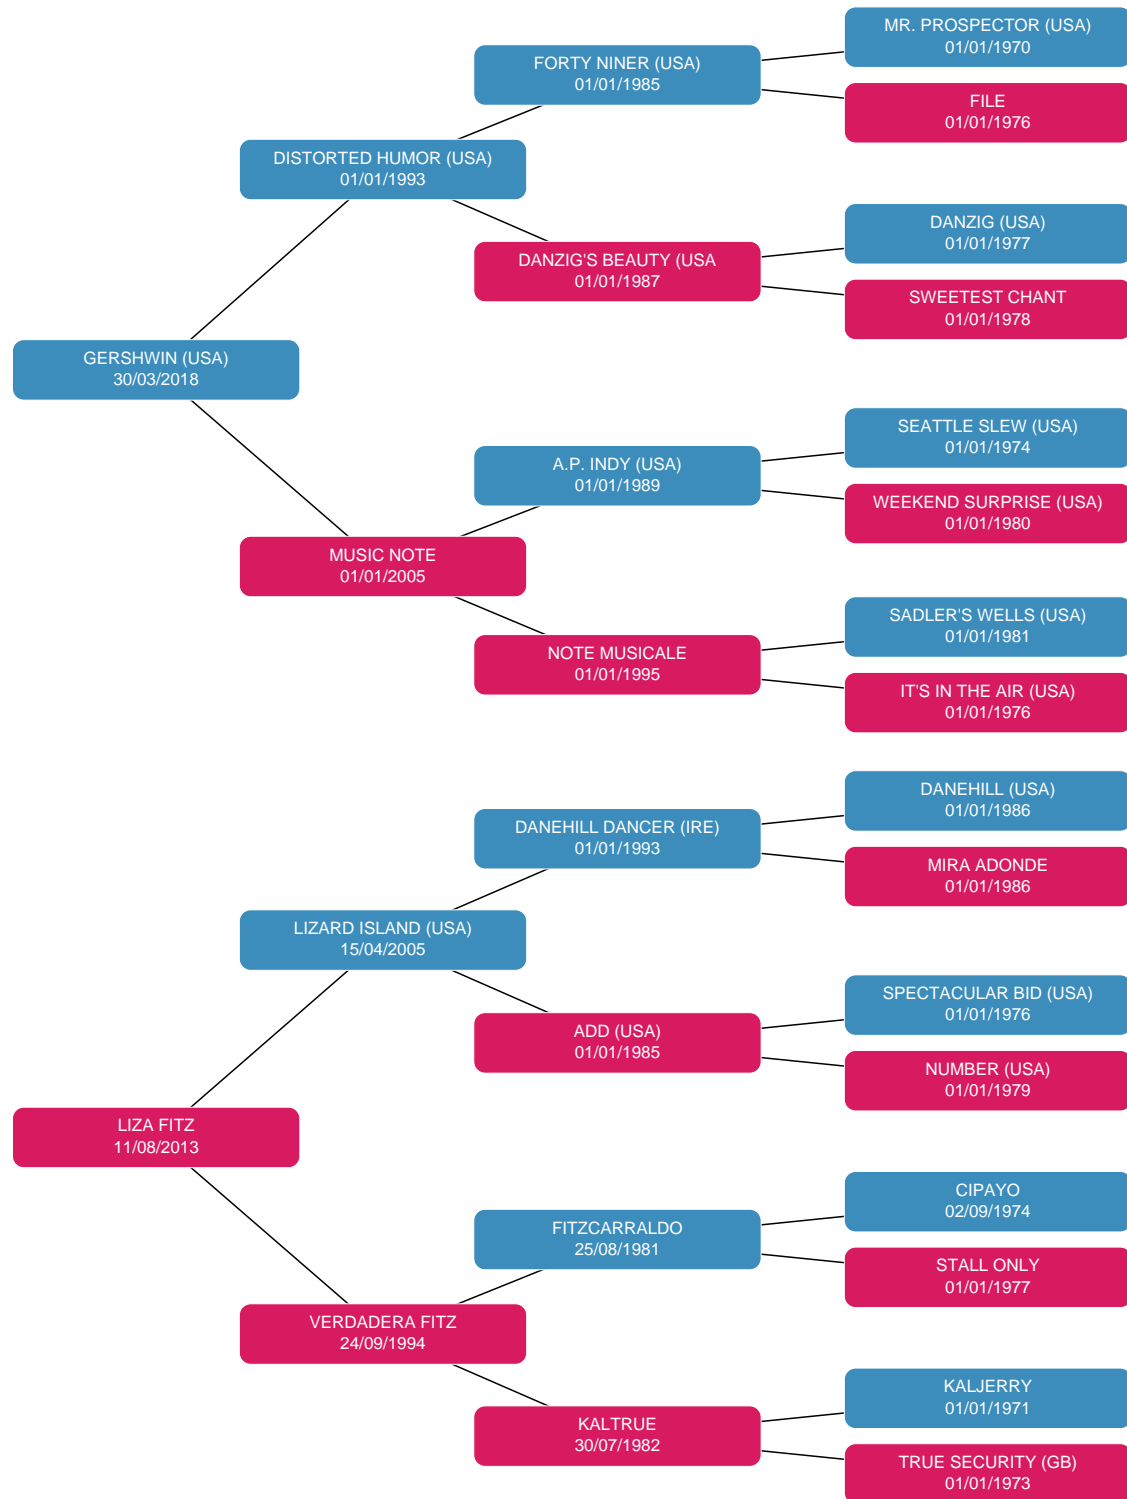 MR. PROSPECTOR (USA)
01/01/1970
FORTY NINER (USA)
01/01/1985
FILE
01/01/1976
DISTORTED HUMOR (USA)
01/01/1993
DANZIG (USA)
01/01/1977
DANZIG'S BEAUTY (USA
01/01/1987
SWEETEST CHANT
01/01/1978
GERSHWIN (USA)
30/03/2018
SEATTLE SLEW (USA)
01/01/1974
A.P. INDY (USA)
01/01/1989
WEEKEND SURPRISE (USA)
01/01/1980
MUSIC NOTE
01/01/2005
SADLER'S WELLS (USA)
01/01/1981
NOTE MUSICALE
01/01/1995
IT'S IN THE AIR (USA)
01/01/1976
DANEHILL (USA)
01/01/1986
DANEHILL DANCER (IRE)
01/01/1993
MIRA ADONDE
01/01/1986
LIZARD ISLAND (USA)
15/04/2005
SPECTACULAR BID (USA)
01/01/1976
ADD (USA)
01/01/1985
NUMBER (USA)
01/01/1979
LIZA FITZ
11/08/2013
CIPAYO
02/09/1974
FITZCARRALDO
25/08/1981
STALL ONLY
01/01/1977
VERDADERA FITZ
24/09/1994
KALJERRY
01/01/1971
KALTRUE
30/07/1982
TRUE SECURITY (GB)
01/01/1973